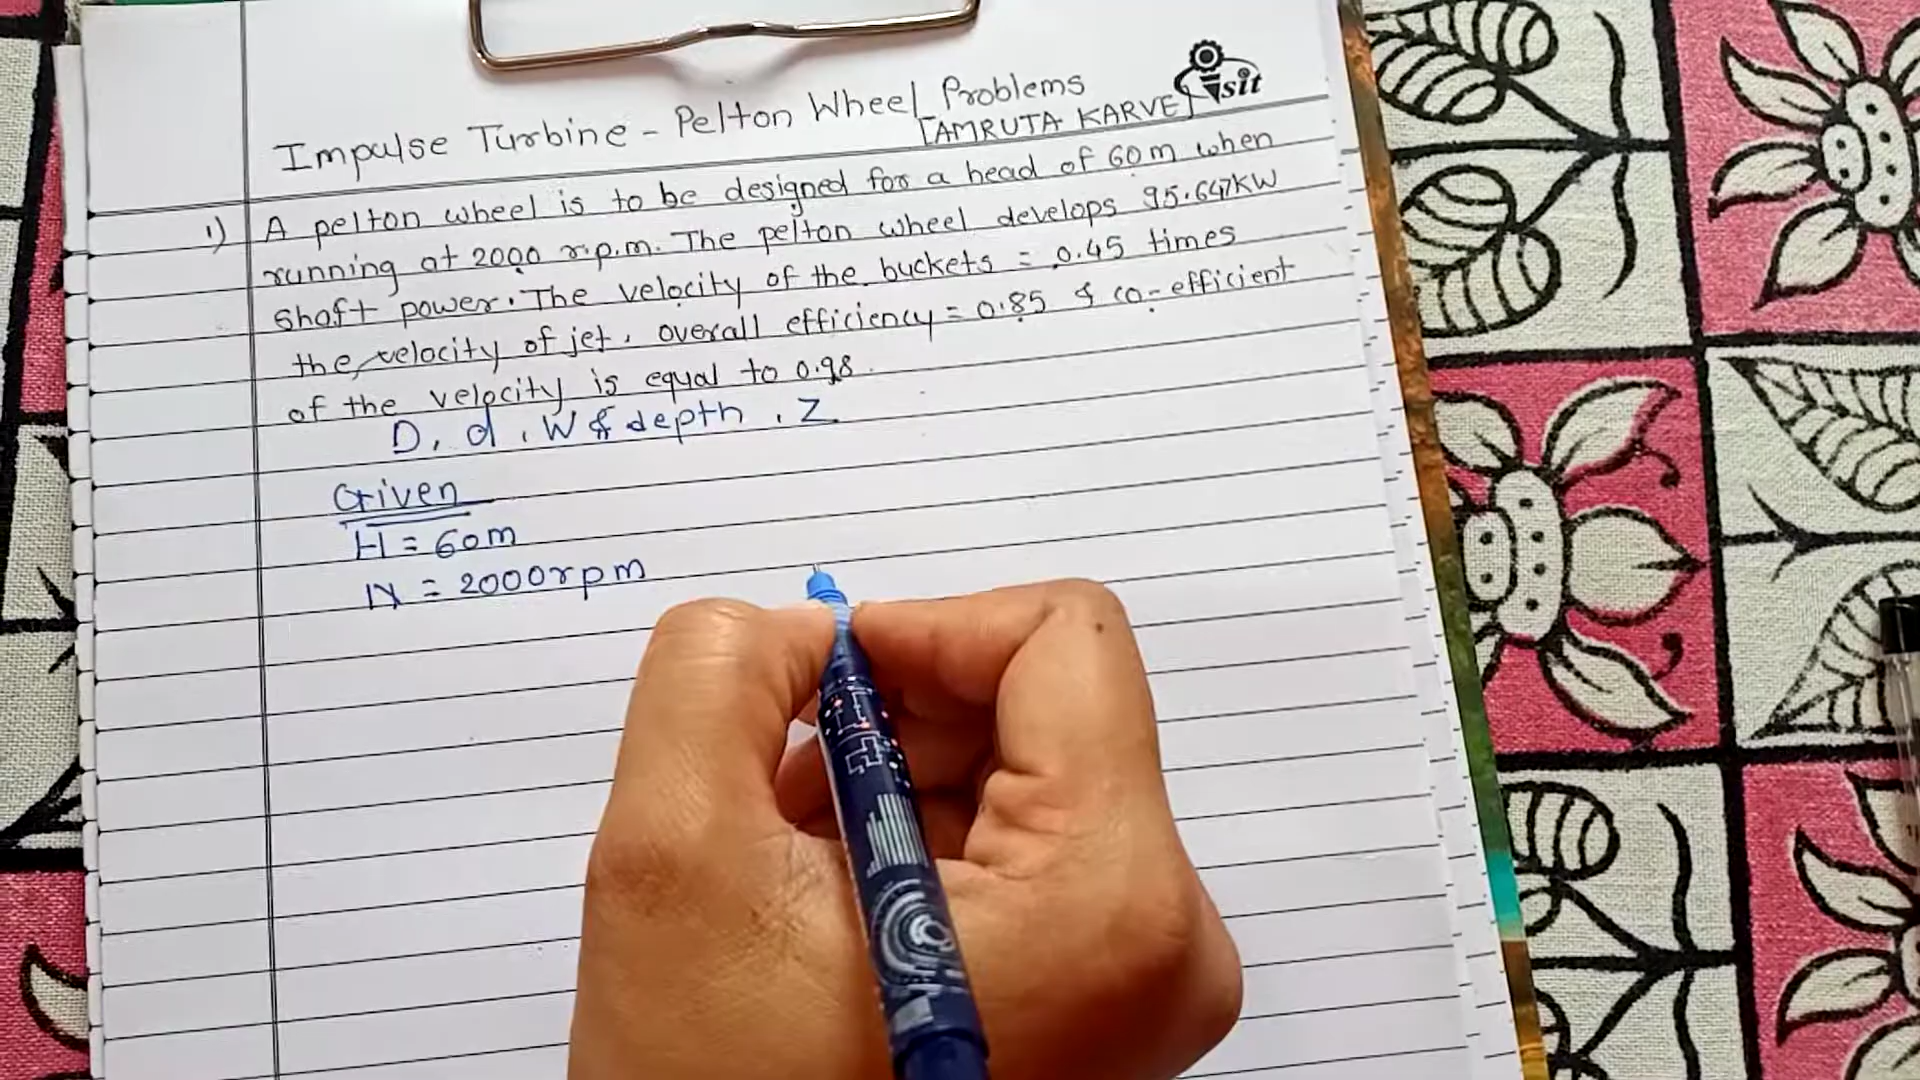 Impulse Turbine - Pelton Wheel Problems
sit
[AMRUTA KARVE]
1) A pelton wheel is to be designed for a head of 60m when
running at 2000 r.p.m. The pelton wheel develops 95.647KW
shaft power. The velocity of the buckets = 0.45 times
the velocity of jet, overall efficiency = 0.85 & co-efficient
of the velocity is equal to 0.98.
D, d, W & depth, Z.
Given
H = 60m
N = 2000rpm